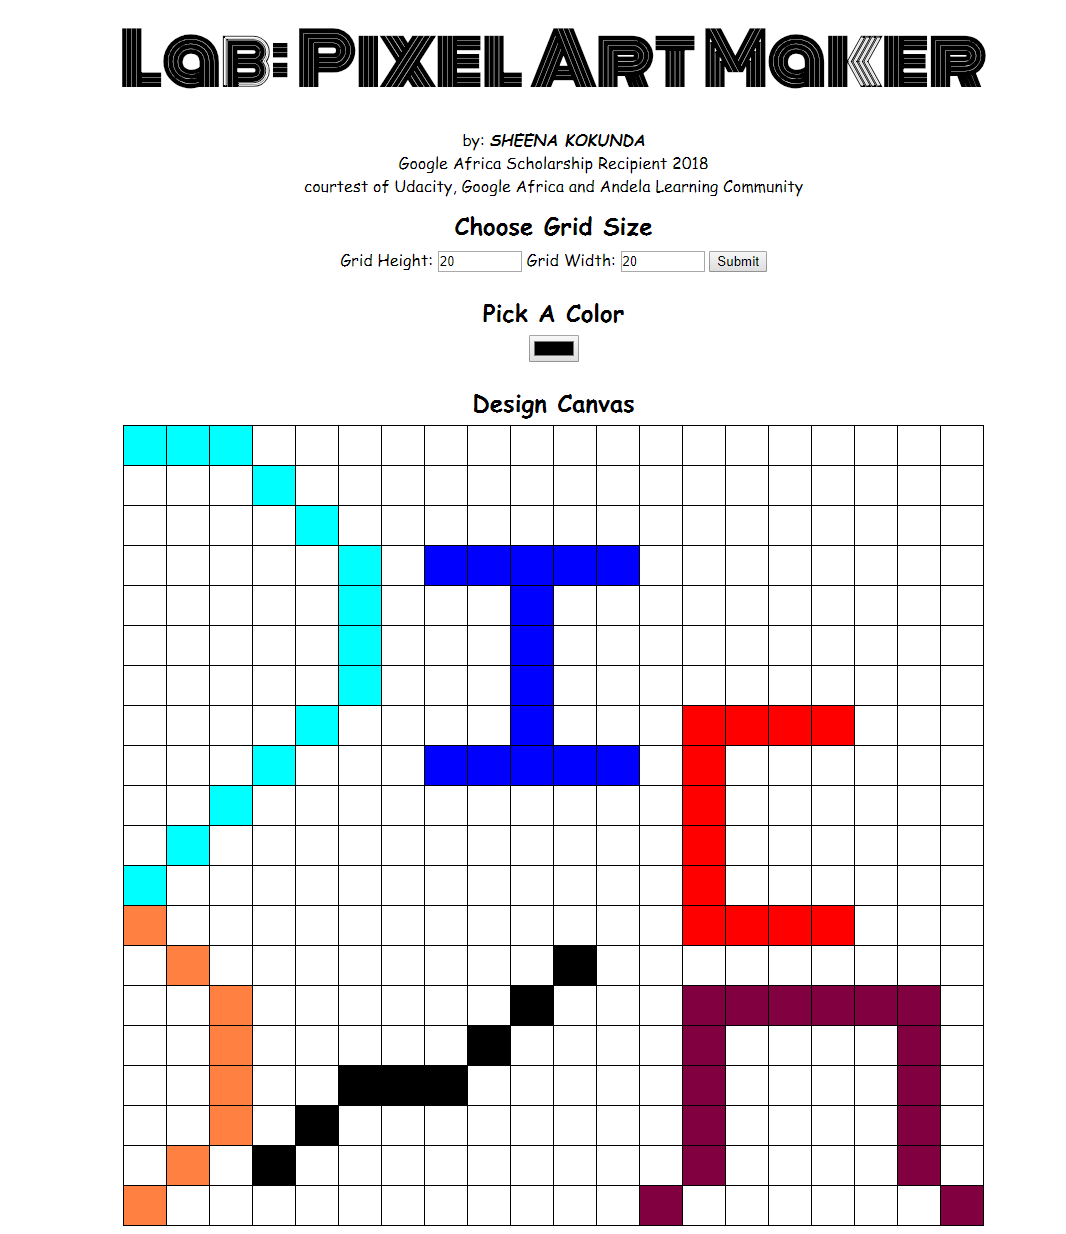 Lab: Pixel Art Maker
by: SHEENA KOKUNDA
Google Africa Scholarship Recipient 2018
courtest of Udacity, Google Africa and Andela Learning Community
Choose Grid Size
Grid Height: 20 Grid Width: 20 Submit
Pick A Color
Design Canvas
I
C